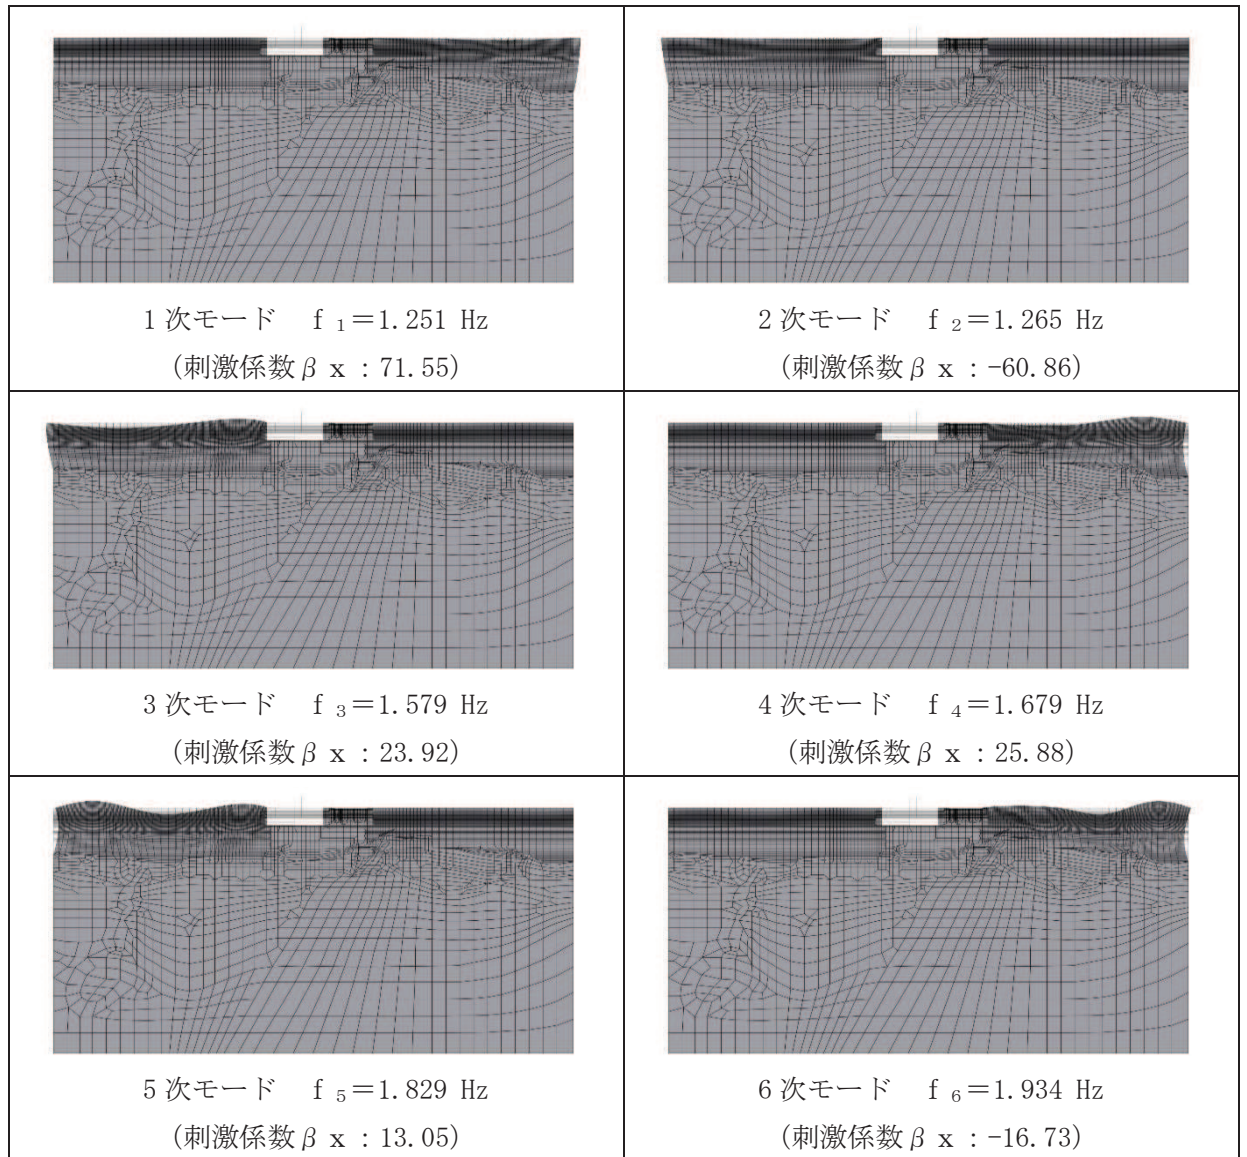 1次モード f ₁＝1.251 Hz
(刺激係数β x : 71.55)
2次モード f ₂＝1.265 Hz
(刺激係数β x : -60.86)
3次モード f ₃＝1.579 Hz
(刺激係数β x : 23.92)
4次モード f ₄＝1.679 Hz
(刺激係数β x : 25.88)
5次モード f ₅＝1.829 Hz
(刺激係数β x : 13.05)
6次モード f ₆＝1.934 Hz
(刺激係数β x : -16.73)